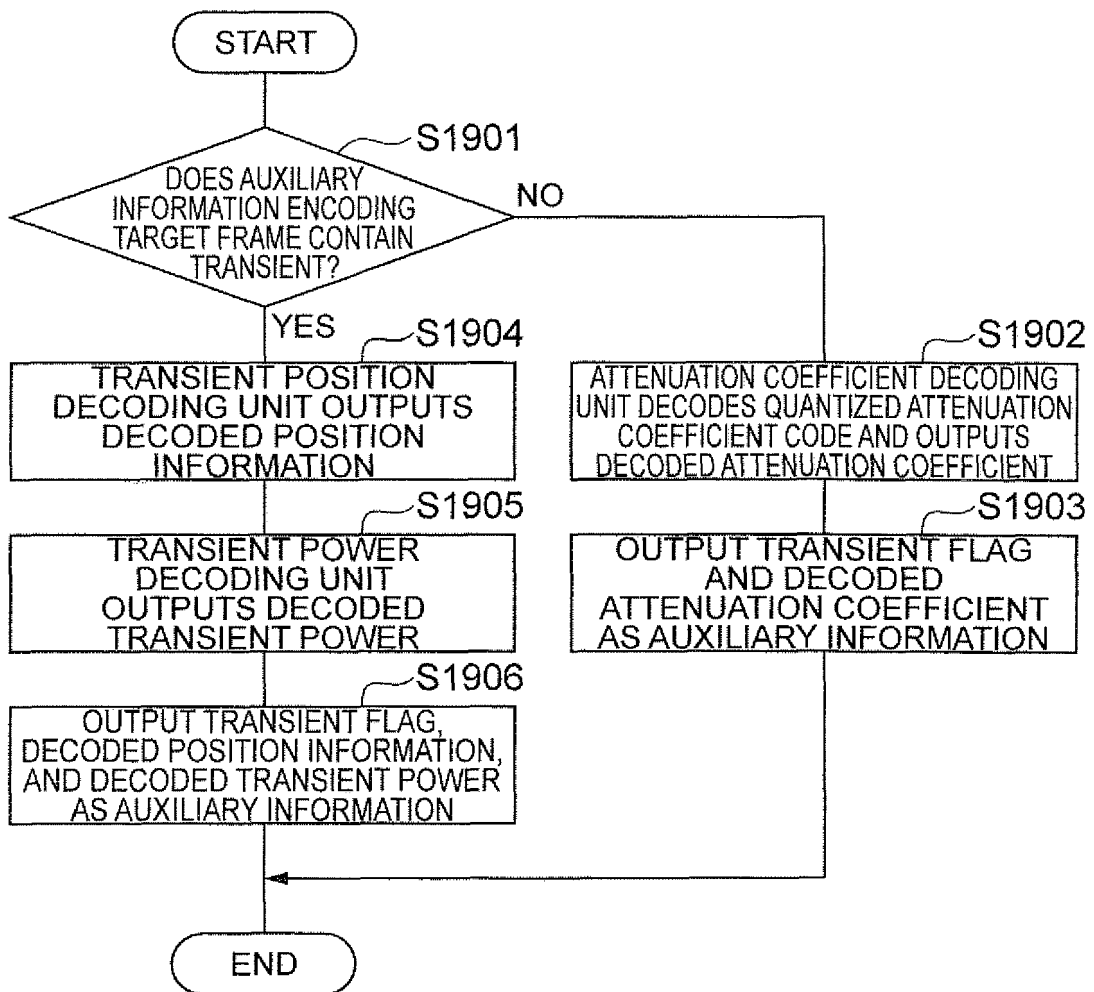 START
S1901
DOES AUXILIARY
INFORMATION ENCODING
TARGET FRAME CONTAIN
TRANSIENT?
NO
YES
S1904
TRANSIENT POSITION
DECODING UNIT OUTPUTS
DECODED POSITION
INFORMATION
S1905
TRANSIENT POWER
DECODING UNIT
OUTPUTS DECODED
TRANSIENT POWER
S1906
OUTPUT TRANSIENT FLAG,
DECODED POSITION INFORMATION,
AND DECODED TRANSIENT POWER
AS AUXILIARY INFORMATION
S1902
ATTENUATION COEFFICIENT DECODING
UNIT DECODES QUANTIZED ATTENUATION
COEFFICIENT CODE AND OUTPUTS
DECODED ATTENUATION COEFFICIENT
S1903
OUTPUT TRANSIENT FLAG
AND DECODED
ATTENUATION COEFFICIENT
AS AUXILIARY INFORMATION
END